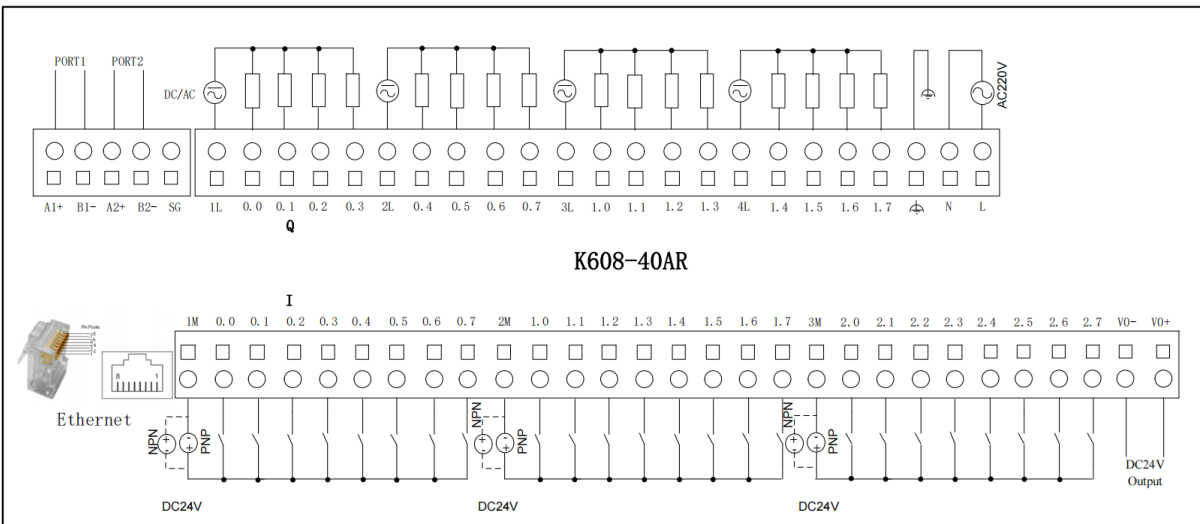 PORT1 PORT2
DC/AC
AC220V
A1+ B1- A2+ B2- SG 1L 0.0 0.1 0.2 0.3 2L 0.4 0.5 0.6 0.7 3L 1.0 1.1 1.2 1.3 4L 1.4 1.5 1.6 1.7 N L
Q
K608-40AR
I
1M 0.0 0.1 0.2 0.3 0.4 0.5 0.6 0.7 2M 1.0 1.1 1.2 1.3 1.4 1.5 1.6 1.7 3M 2.0 2.1 2.2 2.3 2.4 2.5 2.6 2.7 V0- V0+
8 1
Ethernet
NPN PNP NPN PNP NPN PNP
DC24V
Output
DC24V DC24V DC24V